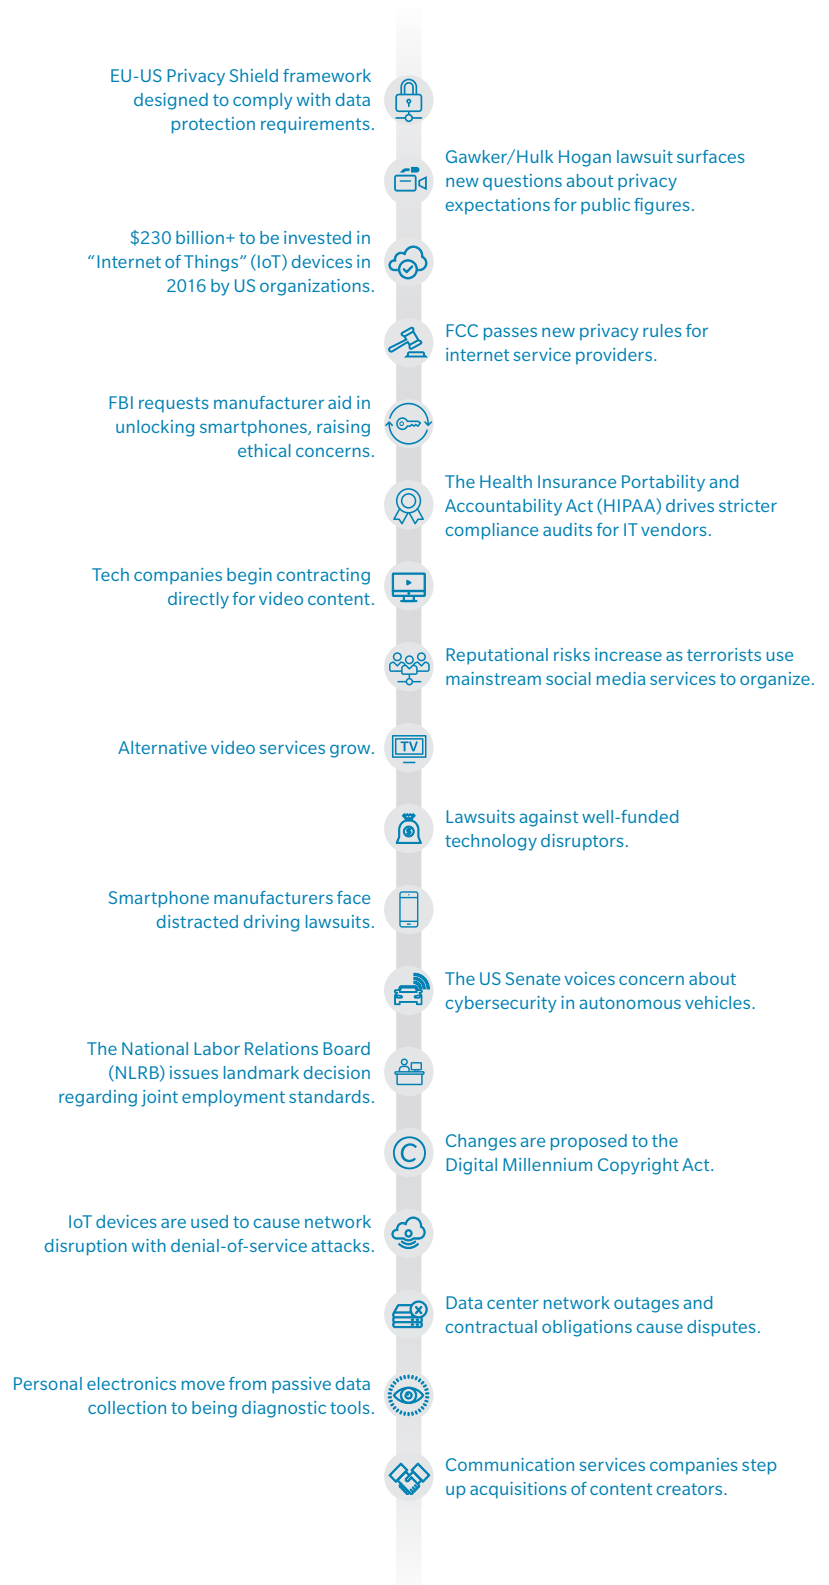 EU-US Privacy Shield framework
designed to comply with data
protection requirements.
Gawker/Hulk Hogan lawsuit surfaces
new questions about privacy
expectations for public figures.
$230 billion+ to be invested in
“Internet of Things” (IoT) devices in
2016 by US organizations.
FCC passes new privacy rules for
internet service providers.
FBI requests manufacturer aid in
unlocking smartphones, raising
ethical concerns.
The Health Insurance Portability and
Accountability Act (HIPAA) drives stricter
compliance audits for IT vendors.
Tech companies begin contracting
directly for video content.
Reputational risks increase as terrorists use
mainstream social media services to organize.
Alternative video services grow.
TV
Lawsuits against well-funded
technology disruptors.
$
Smartphone manufacturers face
distracted driving lawsuits.
The US Senate voices concern about
cybersecurity in autonomous vehicles.
The National Labor Relations Board
(NLRB) issues landmark decision
regarding joint employment standards.
©
Changes are proposed to the
Digital Millennium Copyright Act.
IoT devices are used to cause network
disruption with denial-of-service attacks.
Data center network outages and
contractual obligations cause disputes.
Personal electronics move from passive data
collection to being diagnostic tools.
Communication services companies step
up acquisitions of content creators.